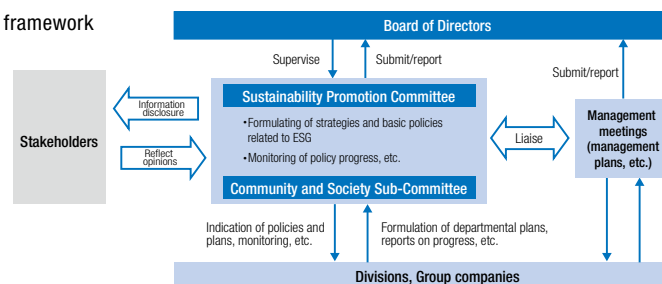 framework
Board of Directors
Supervise
Submit/report
Submit/report
Stakeholders
Information
disclosure
Reflect
opinions
Sustainability Promotion Committee
•Formulating of strategies and basic policies
related to ESG
•Monitoring of policy progress, etc.
Community and Society Sub-Committee
Liaise
Management
meetings
(management
plans, etc.)
Indication of policies and
plans, monitoring, etc.
Formulation of departmental plans,
reports on progress, etc.
Divisions, Group companies